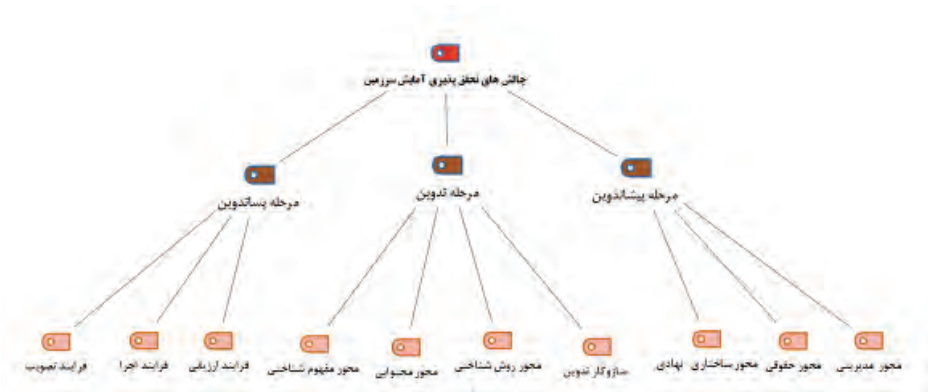 چالش های تحقق پذیری آمایش سرزمین
مرحله پیشاتدوین
مرحله تدوین
مرحله پساتدوین
محور مدیریتی
محور حقوقی
محور ساختاری نهادی
سازوکار تدوین
محور روش شناختی
محور محتوایی
محور مفهوم شناختی
فرایند ارزیابی
فرایند اجرا
فرایند تصویب